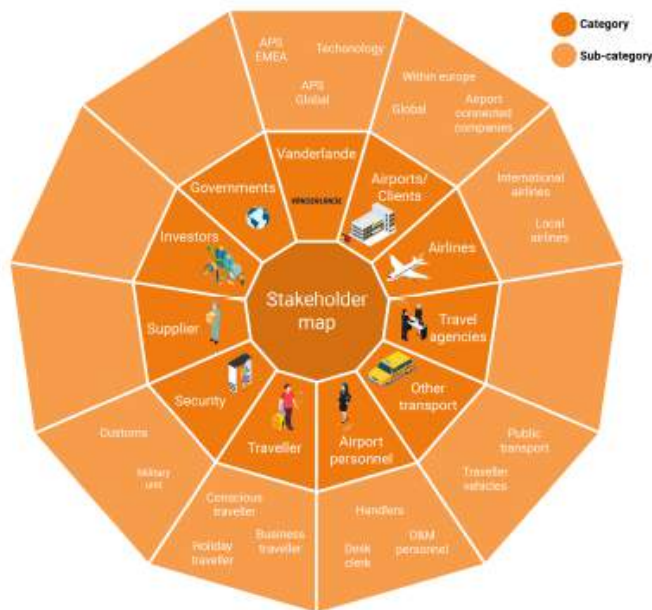 Category
Sub-category
APS
EMEA
Techonology
APS
Global
Within europe
Global
Airport
connected
companies
International
airlines
Local
airlines
Vanderlande
VANDERLANDE
Governments
Airports/
Clients
Investors
Airlines
Stakeholder
map
Supplier
Travel
agencies
Security
Other
transport
Traveller
Airport
personnel
Customs
Military
unit
Conscious
traveller
Holiday
traveller
Business
traveller
Handlers
Desk
clerk
O&M
personnel
Public
transport
Traveller
vehicles